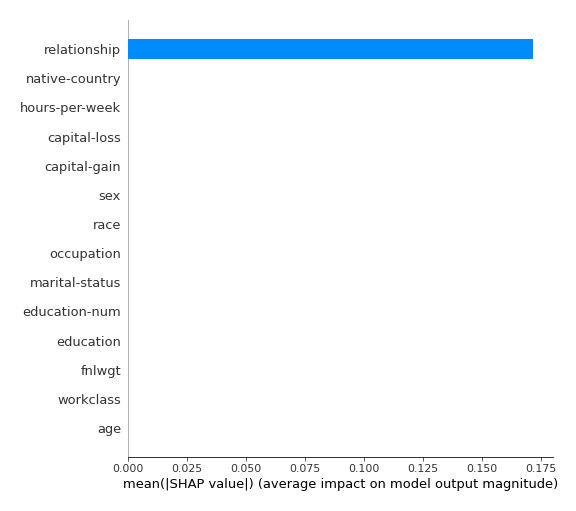 relationship
native-country
hours-per-week
capital-loss
capital-gain
sex
race
occupation
marital-status
education-num
education
fnlwgt
workclass
age
0.000 0.025 0.050 0.075 0.100 0.125 0.150 0.175
mean(|SHAP value|) (average impact on model output magnitude)